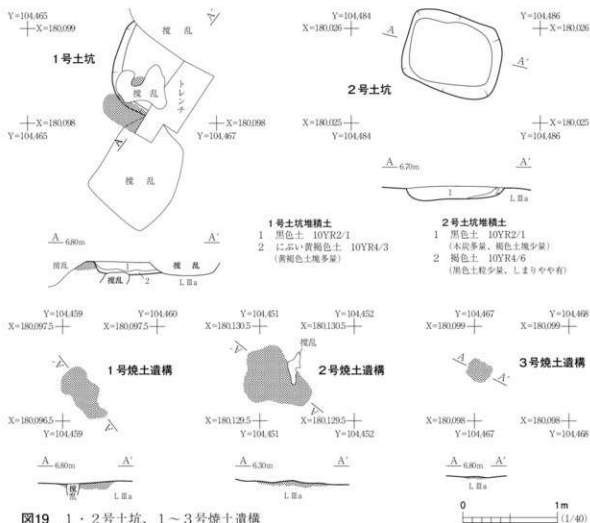 Y=104,465
X=180,099
1号土坑
撹乱
A'
撹乱
トレンチ
X=180,098
Y=104,465
X=180,098
Y=104,467
A
撹乱
A 6.80m A'
撹乱
1
撹乱
2
撹乱
LⅢa
Y=104,484
X=180,026
Y=104,486
X=180,026
A
A'
2号土坑
X=180,025
Y=104,484
X=180,025
Y=104,486
A 6.70m A'
1
2
LⅢa
1号土坑堆積土
1 黒色土 10YR2/1
2 にぶい黄褐色土 10YR4/3
(黄褐色土塊多量)
2号土坑堆積土
1 黒色土 10YR2/1
(木炭多量、褐色土塊少量)
2 褐色土 10YR4/6
(黒色土粒少量、しまりやや有)
Y=104,459
X=180,097.5
Y=104,460
X=180,097.5
A
1号焼土遺構
A'
X=180,096.5
Y=104,459
A 6.80m A'
撹乱
LⅢa
Y=104,451
X=180,130.5
Y=104,452
X=180,130.5
撹乱
A
2号焼土遺構
A'
X=180,129.5
Y=104,451
X=180,129.5
Y=104,452
A 6.30m A'
LⅢa
Y=104,467
X=180,099
Y=104,468
X=180,099
A
A'
3号焼土遺構
X=180,098
Y=104,467
X=180,098
Y=104,468
A 6.80m A'
LⅢa
0 1m
(1/40)
図19 1・2号土坑、1~3号焼土遺構